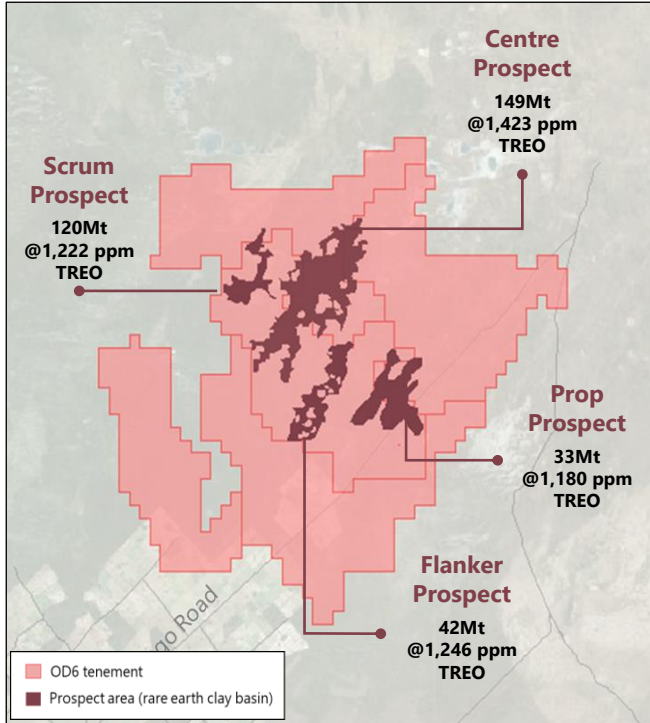 Centre
Prospect
149Mt
@1,423 ppm
TREO
Scrum
Prospect
120Mt
@1,222 ppm
TREO
Prop
Prospect
33Mt
@1,180 ppm
TREO
Flanker
Prospect
42Mt
@1,246 ppm
TREO
Road
OD6 tenement
Prospect area (rare earth clay basin)